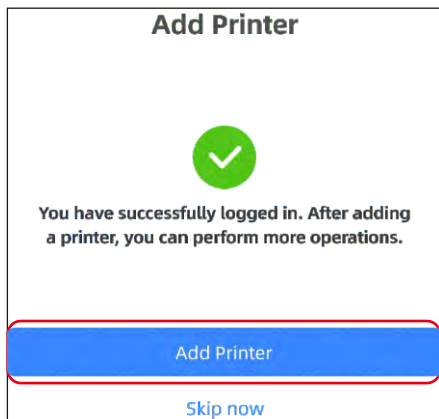 Add Printer
You have successfully logged in. After adding
a printer, you can perform more operations.
Add Printer
Skip now